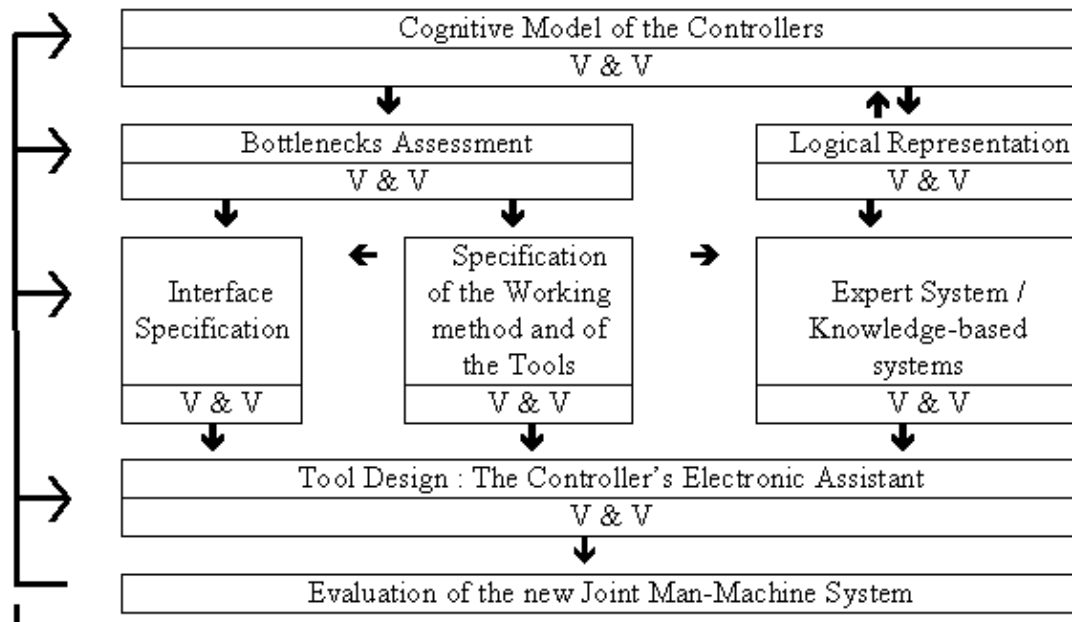 Cognitive Model of the Controllers
V & V
Bottlenecks Assessment
V & V
Logical Representation
V & V
Interface
Specification
V & V
Specification
of the Working
method and of
the Tools
V & V
Expert System /
Knowledge-based
systems
V & V
Tool Design : The Controller's Electronic Assistant
V & V
Evaluation of the new Joint Man-Machine System